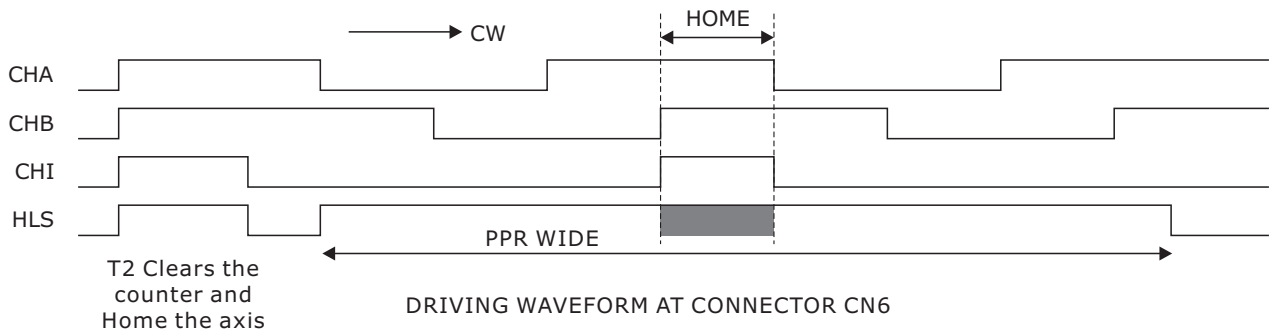 HOME
CW
CHA
CHB
CHI
HLS
PPR WIDE
T2 Clears the
counter and
Home the axis
DRIVING WAVEFORM AT CONNECTOR CN6